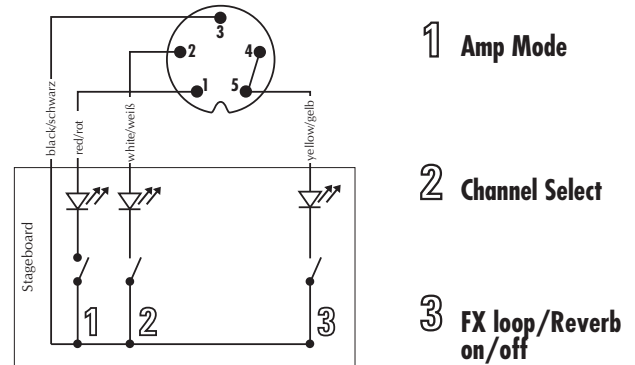 3
2
4
1
5
black/schwarz
red/rot
white/weiß
yellow/gelb
Stageboard
1
2
3
1 Amp Mode
2 Channel Select
3 FX loop/Reverb
on/off